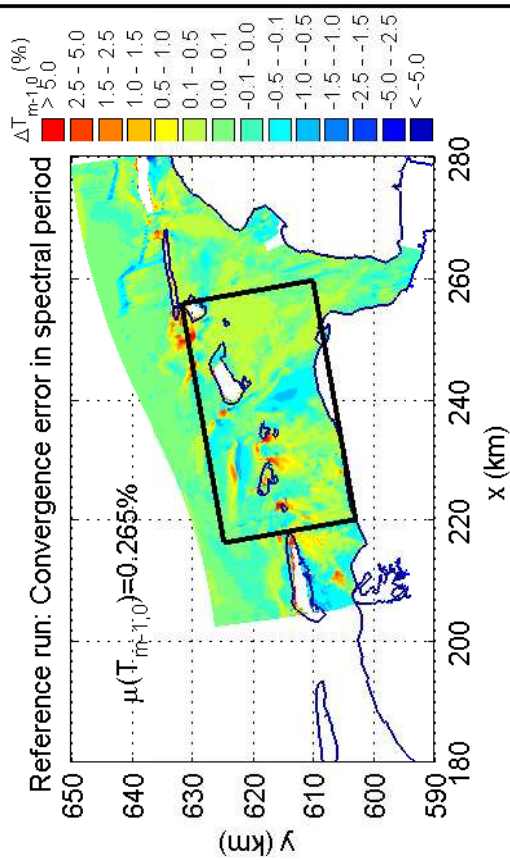 Reference run: Convergence error in spectral period
ΔTm-1,0 (%)
> 5.0
2.5 - 5.0
1.5 - 2.5
1.0 - 1.5
0.5 - 1.0
0.1 - 0.5
0.0 - 0.1
-0.1 - 0.0
-0.5 - -0.1
-1.0 - -0.5
-1.5 - -1.0
-2.5 - -1.5
-5.0 - -2.5
< -5.0
μ(Tm-1,0)=0.265%
y (km)
650
640
630
620
610
600
590
180
200
220
240
260
280
x (km)